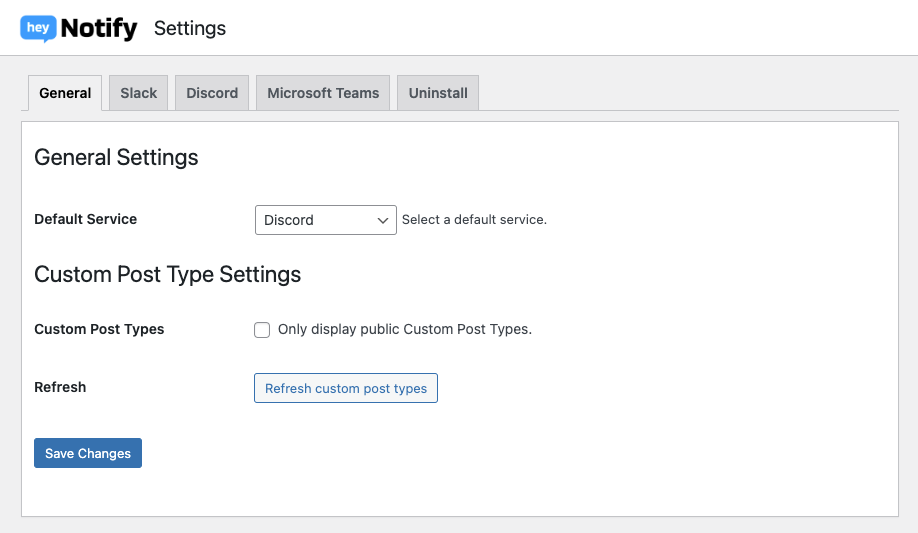 hey Notify Settings
General Slack Discord Microsoft Teams Uninstall
General Settings
Default Service Discord Select a default service.
Custom Post Type Settings
Custom Post Types Only display public Custom Post Types.
Refresh Refresh custom post types
Save Changes